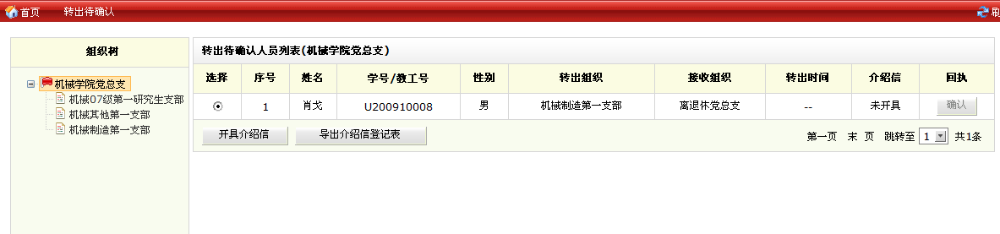 首页 转出待确认
组织树
机械学院党总支
机械07级第一研究生支部
机械其他第一支部
机械制造第一支部
转出待确认人员列表(机械学院党总支)
选择 序号 姓名 学号/教工号 性别 转出组织 接收组织 转出时间 介绍信 回执
1 肖戈 U200910008 男 机械制造第一支部 离退休党总支 -- 未开具 确认
开具介绍信 导出介绍信登记表 第一页 末 页 跳转至 1 共1条